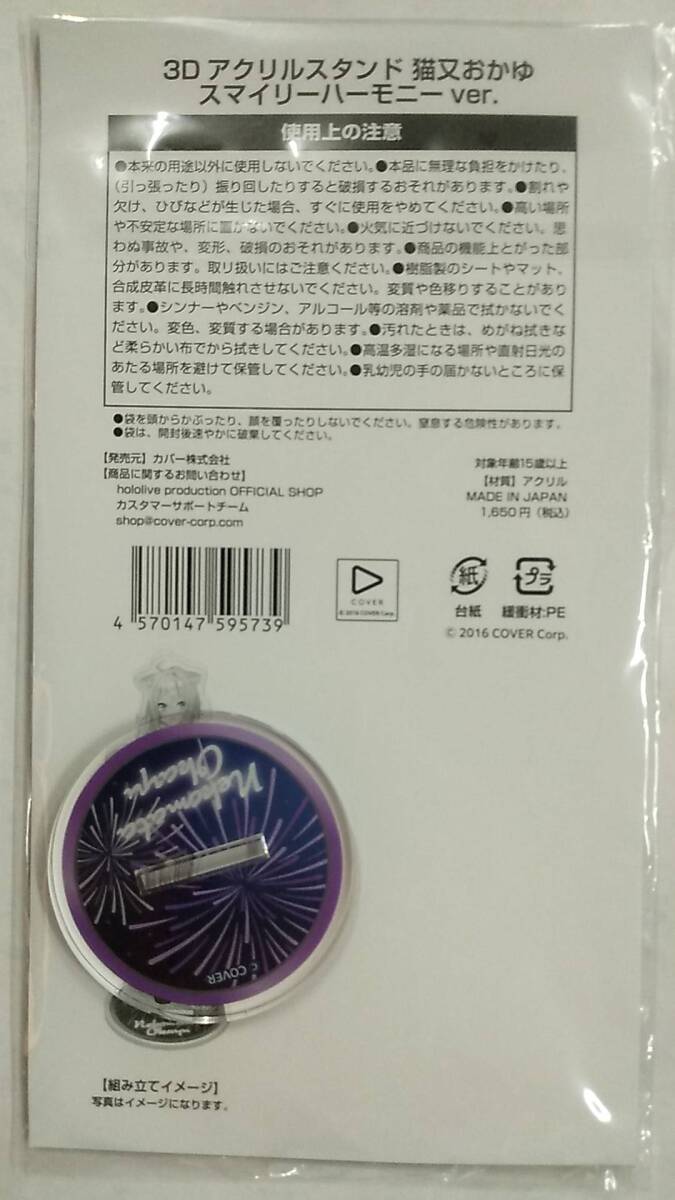 3D アクリルスタンド 猫又おかゆ
スマイリーハーモニー ver.
使用上の注意
●本来の用途以外に使用しないでください。●本品に無理な負担をかけたり、
(引っ張ったり) 振り回したりすると破損するおそれがあります。●割れや
欠け、ひびなどが生じた場合、すぐに使用をやめてください。●高い場所
や不安定な場所に置かないでください。●火気に近づけないでください。思
わぬ事故や、変形、破損のおそれがあります。●商品の機能上とがった部
分があります。取り扱いにはご注意ください。●樹脂製のシートやマット、
合成皮革に長時間触れさせないでください。変質や色移りすることがあり
ます。●シンナーやベンジン、アルコール等の溶剤や薬品で拭かないでく
ださい。変色、変質する場合があります。●汚れたときは、めがね拭きな
ど柔らかい布でから拭きしてください。●高温多湿になる場所や直射日光の
あたる場所を避けて保管してください。●乳幼児の手の届かないところに保
管してください。
●袋を頭からかぶったり、顔を覆ったりしないでください。窒息する危険性があります。
●袋は、開封後速やかに破棄してください。
【発売元】カバー株式会社
【商品に関するお問い合わせ】
hololive production OFFICIAL SHOP
カスタマーサポートチーム
shop@cover-corp.com
対象年齢15歳以上
【材質】アクリル
MADE IN JAPAN
1,650円（税込）
4 570147 595739
COVER
© 2016 COVER Corp.
紙
台紙
プラ
緩衝材:PE
© 2016 COVER Corp.
Nekomata
Okayu
© COVER
Nekomata
Okayu
【組み立てイメージ】
写真はイメージになります。